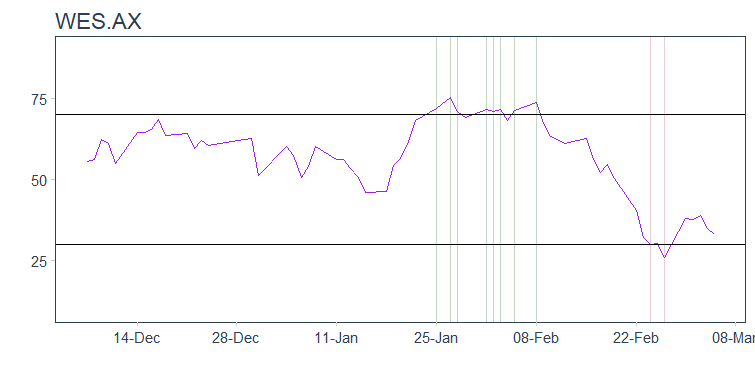 WES.AX
75
50
25
14-Dec
28-Dec
11-Jan
25-Jan
08-Feb
22-Feb
08-Mar